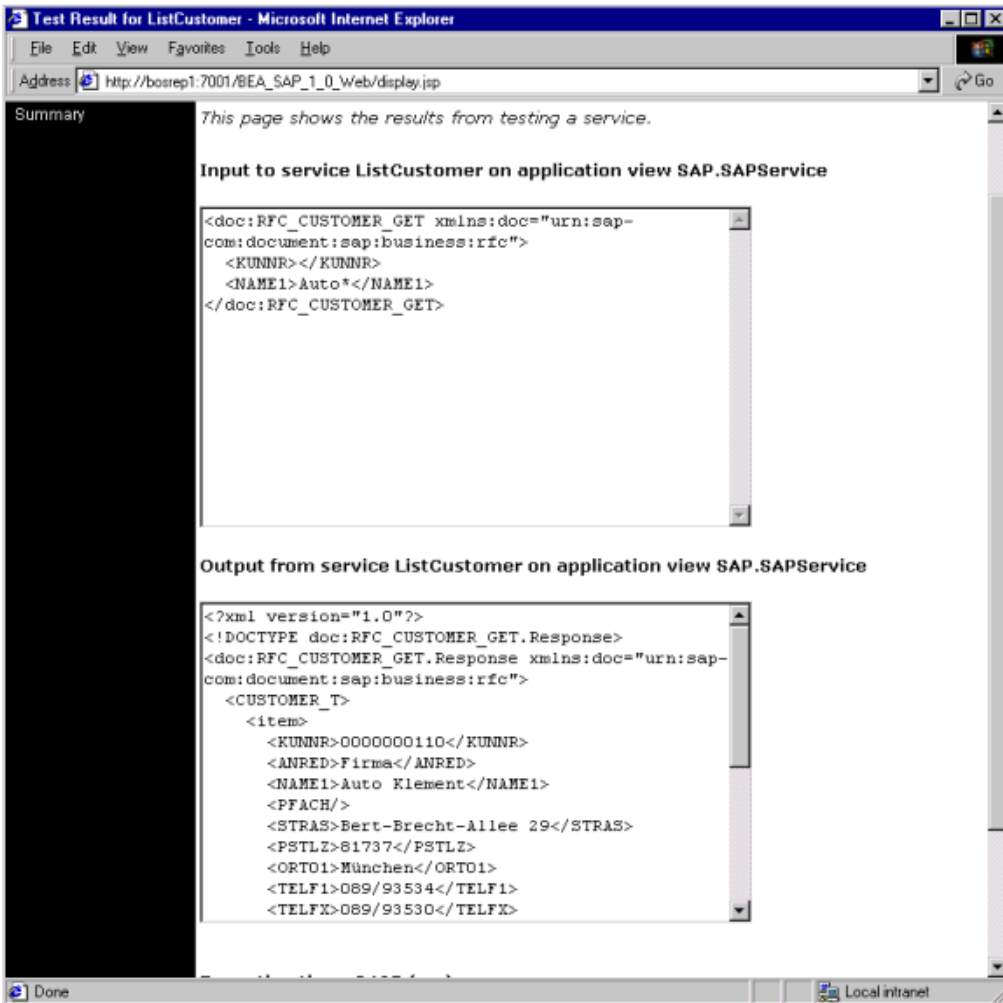 Test Result for ListCustomer - Microsoft Internet Explorer
File Edit View Favorites Tools Help
Address http://bosrep1:7001/BEA_SAP_1_0_Web/display.jsp Go
Summary
This page shows the results from testing a service.
Input to service ListCustomer on application view SAP.SAPService
<doc:RFC_CUSTOMER_GET xmlns:doc="urn:sap-
com:document:sap:business:rfc">
<KUNNR></KUNNR>
<NAME1>Auto*</NAME1>
</doc:RFC_CUSTOMER_GET>
Output from service ListCustomer on application view SAP.SAPService
<?xml version="1.0"?>
<!DOCTYPE doc:RFC_CUSTOMER_GET.Response>
<doc:RFC_CUSTOMER_GET.Response xmlns:doc="urn:sap-
com:document:sap:business:rfc">
<CUSTOMER_T>
<item>
<KUNNR>0000000110</KUNNR>
<ANRED>Firma</ANRED>
<NAME1>Auto Klement</NAME1>
<PFACH/>
<STRAS>Bert-Brecht-Allee 29</STRAS>
<PSTLZ>81737</PSTLZ>
<ORT01>München</ORT01>
<TELF1>089/93534</TELF1>
<TELFX>089/93530</TELFX>
Done Local intranet